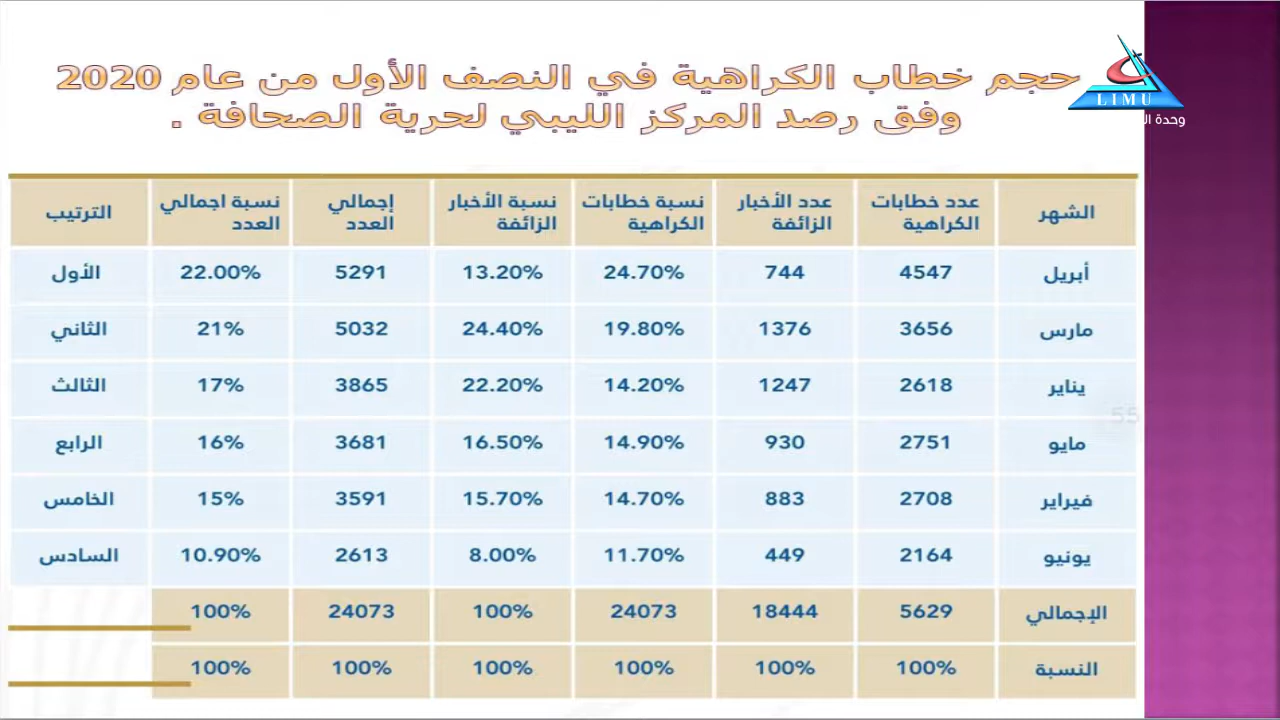 حجم خطاب الكراهية في النصف الأول من عام 2020
وفق رصد المركز الليبي لحرية الصحافة .
LIMU
وحدة
الشهر	عدد خطابات الكراهية	عدد الأخبار الزائفة	نسبة خطابات الكراهية	نسبة الأخبار الزائفة	إجمالي العدد	نسبة اجمالي العدد	الترتيب
أبريل	4547	744	24.70%	13.20%	5291	22.00%	الأول
مارس	3656	1376	19.80%	24.40%	5032	21%	الثاني
يناير	2618	1247	14.20%	22.20%	3865	17%	الثالث
مايو	2751	930	14.90%	16.50%	3681	16%	الرابع
فبراير	2708	883	14.70%	15.70%	3591	15%	الخامس
يونيو	2164	449	11.70%	8.00%	2613	10.90%	السادس
الإجمالي	5629	18444	24073	100%	24073	100%
النسبة	100%	100%	100%	100%	100%	100%
55